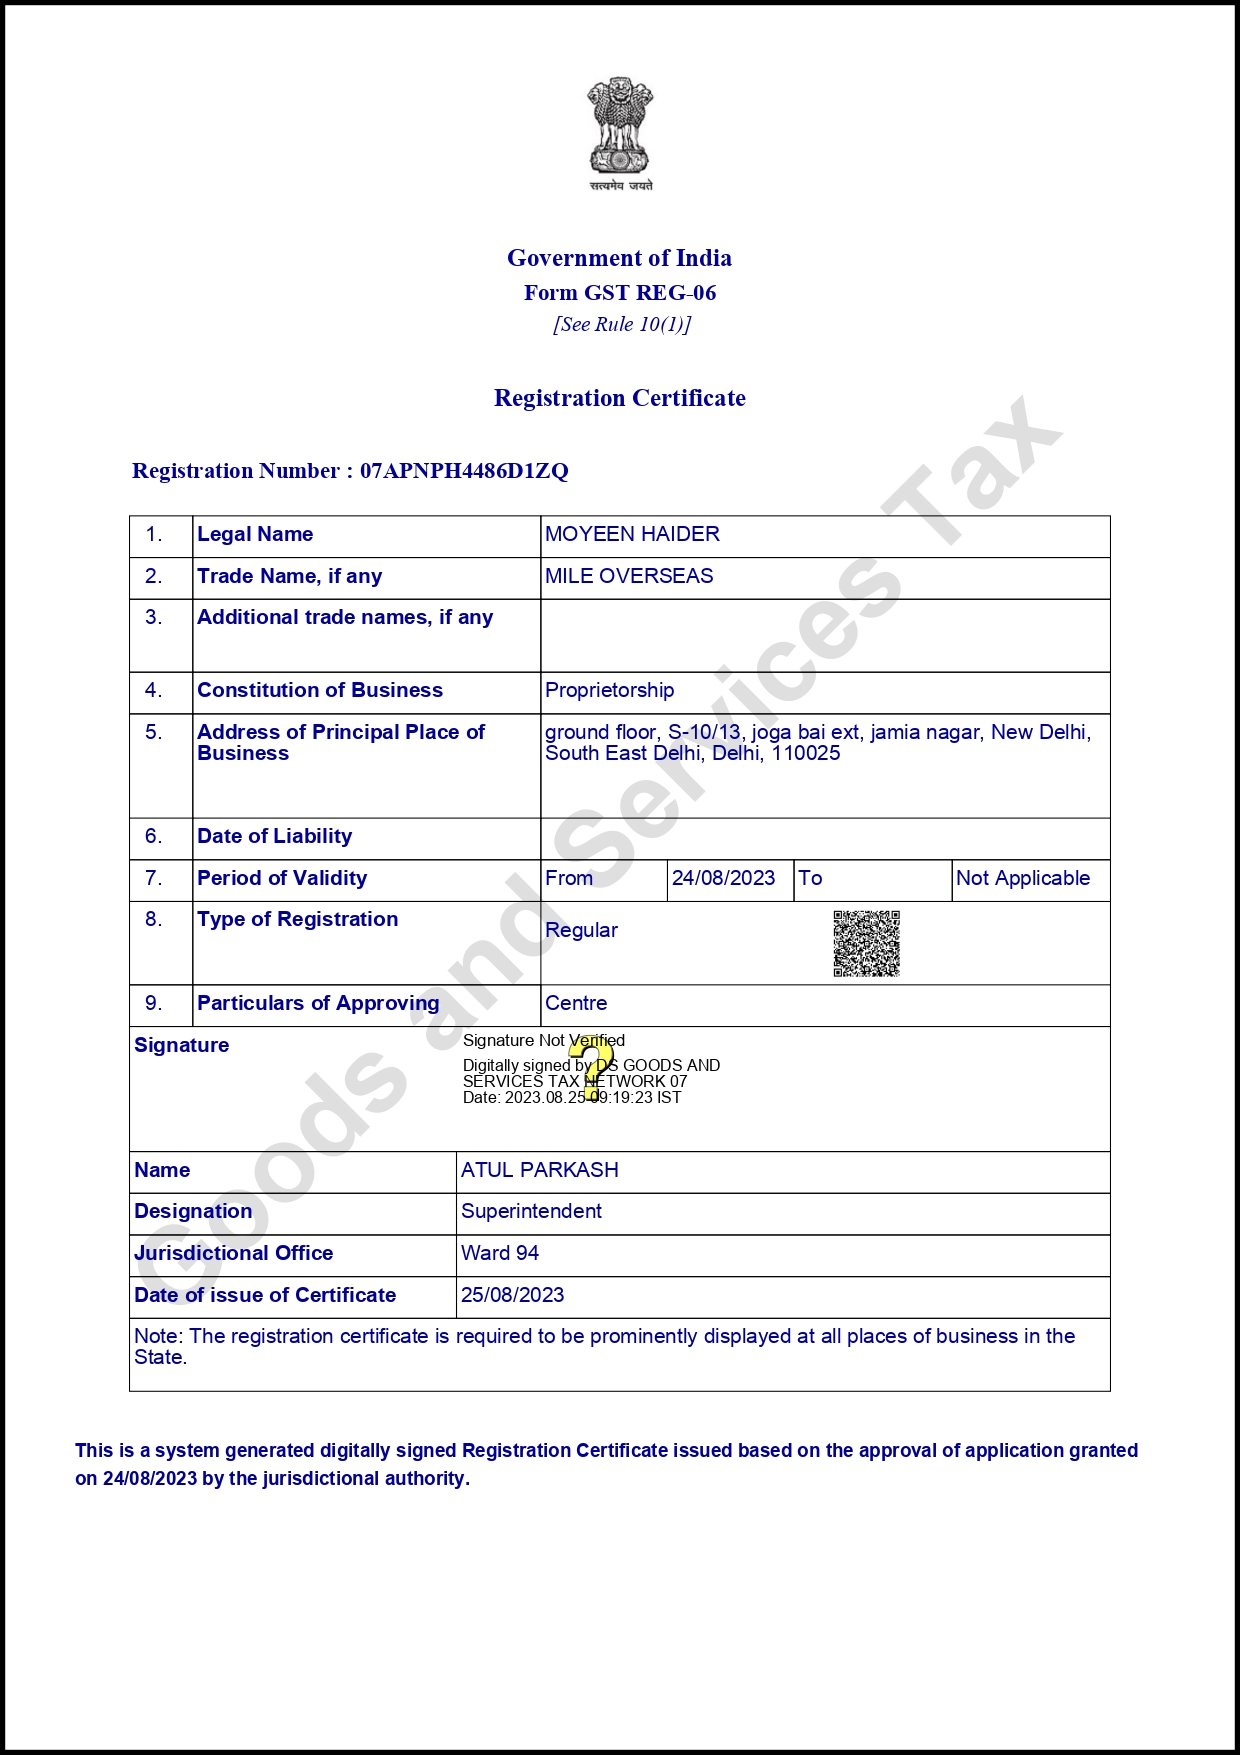 सत्यमेव जयते
Government of India
Form GST REG-06
[See Rule 10(1)]
Registration Certificate
Registration Number : 07APNPH4486D1ZQ
1. Legal Name MOYEEN HAIDER
2. Trade Name, if any MILE OVERSEAS
3. Additional trade names, if any
4. Constitution of Business Proprietorship
5. Address of Principal Place of ground floor, S-10/13, joga bai ext, jamia nagar, New Delhi,
Business South East Delhi, Delhi, 110025
6. Date of Liability
7. Period of Validity From 24/08/2023 To Not Applicable
8. Type of Registration Regular
9. Particulars of Approving Centre
Signature Signature Not Verified
Digitally signed by DS GOODS AND
SERVICES TAX NETWORK 07
Date: 2023.08.25 09:19:23 IST
?
Name ATUL PARKASH
Designation Superintendent
Jurisdictional Office Ward 94
Date of issue of Certificate 25/08/2023
Note: The registration certificate is required to be prominently displayed at all places of business in the
State.
This is a system generated digitally signed Registration Certificate issued based on the approval of application granted
on 24/08/2023 by the jurisdictional authority.
Goods and Services Tax